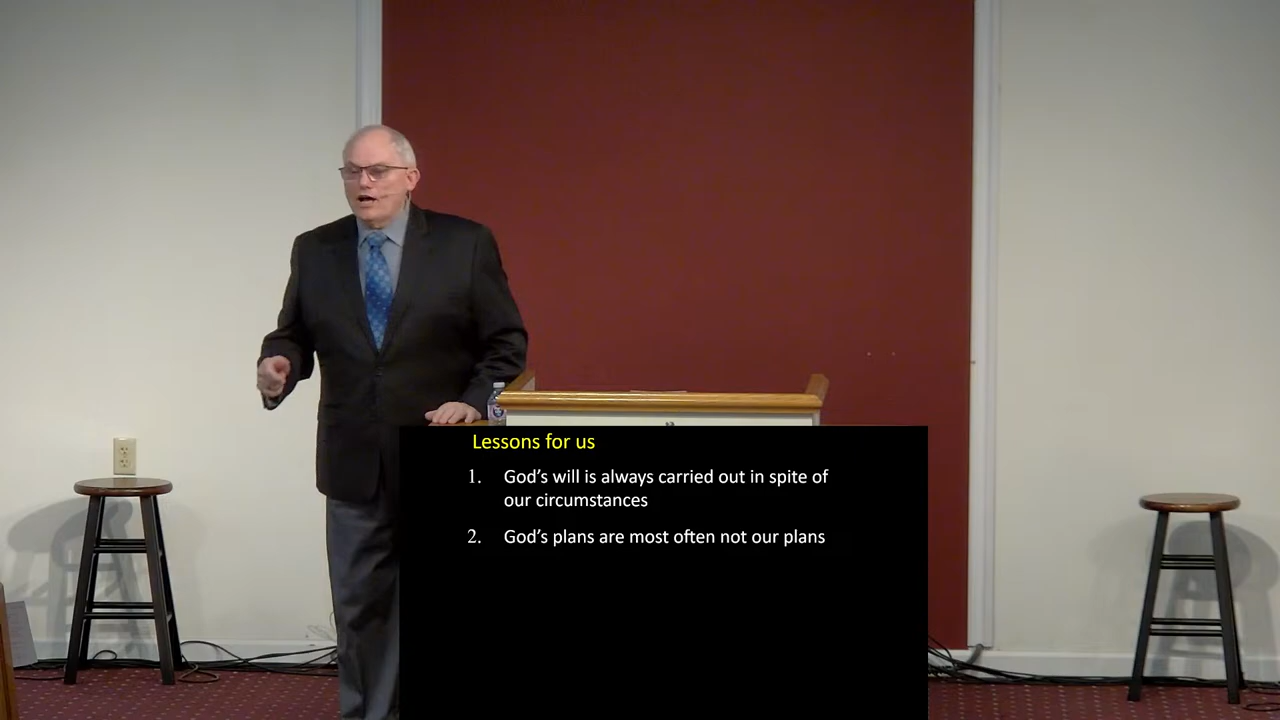 Lessons for us
1. God's will is always carried out in spite of
our circumstances
2. God's plans are most often not our plans